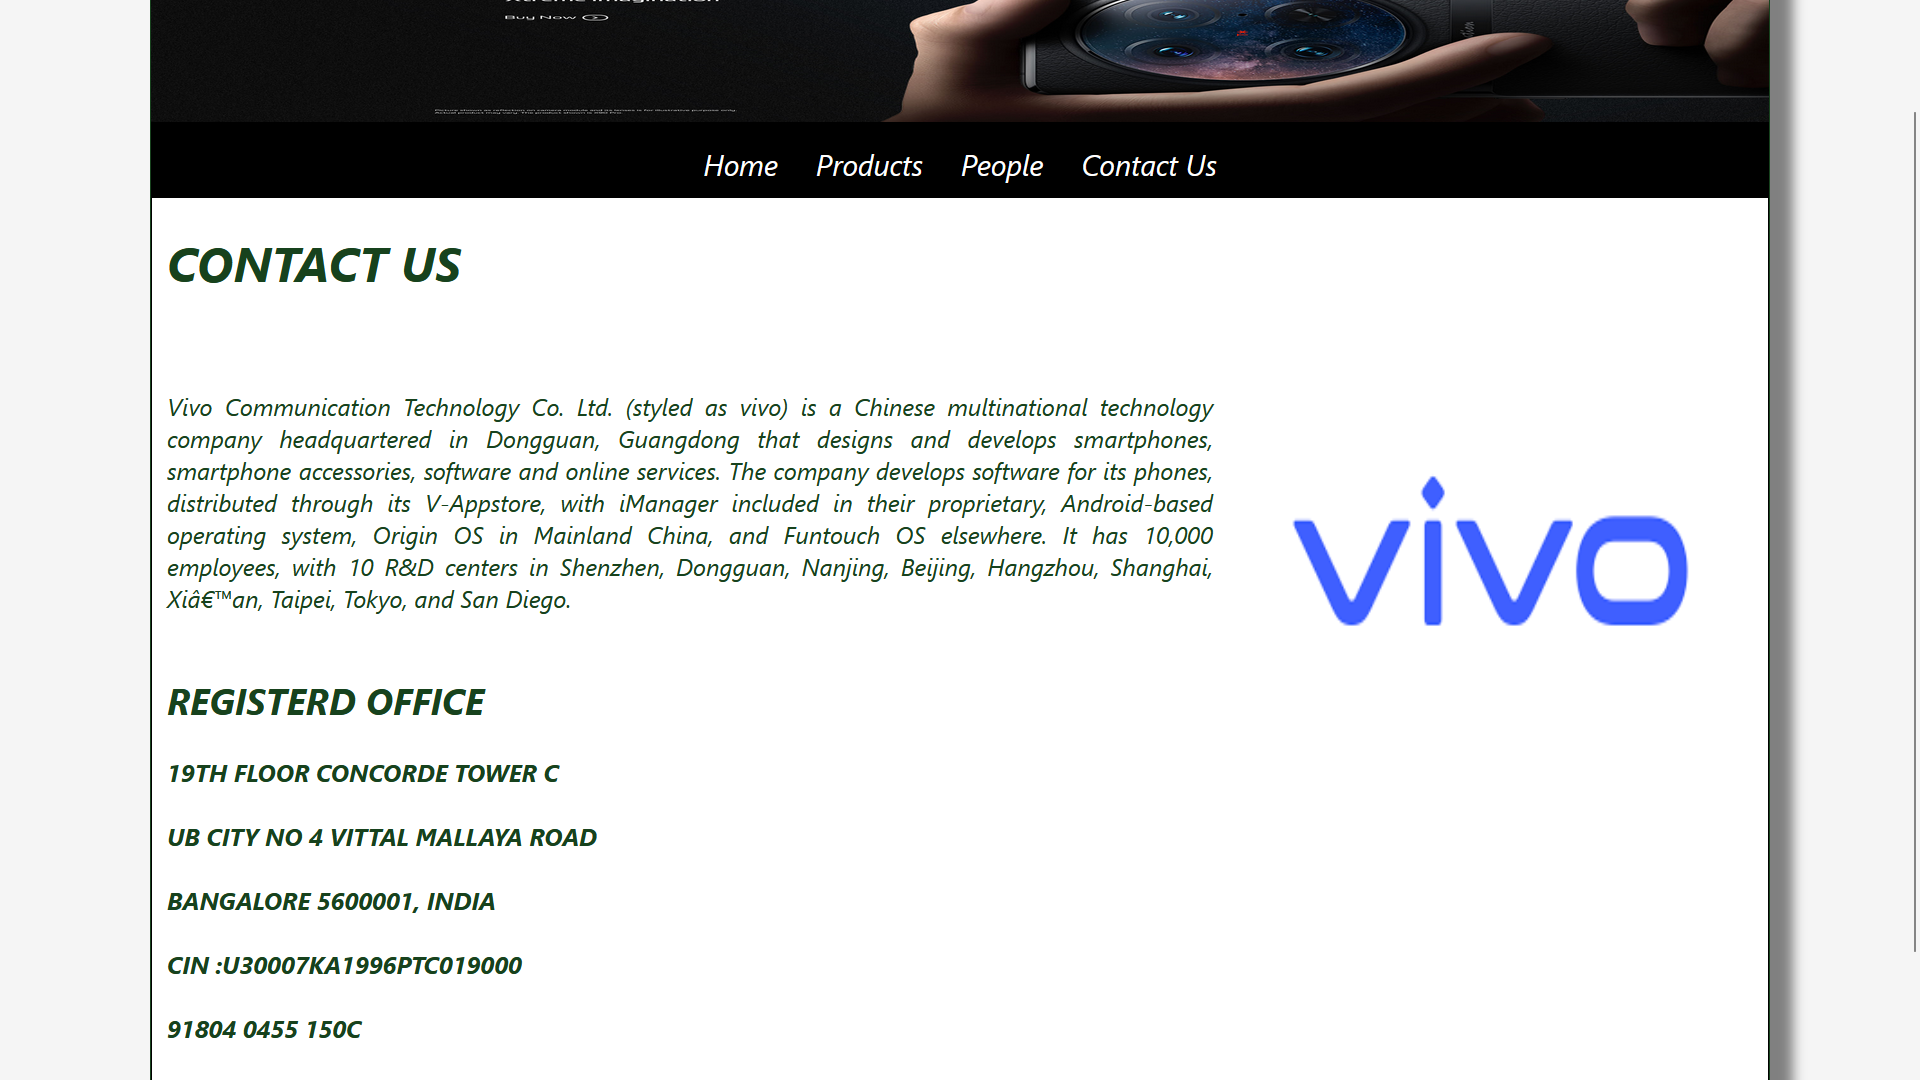 Buy Now
Home Products People Contact Us
CONTACT US
Vivo Communication Technology Co. Ltd. (styled as vivo) is a Chinese multinational technology
company headquartered in Dongguan, Guangdong that designs and develops smartphones,
smartphone accessories, software and online services. The company develops software for its phones,
distributed through its V-Appstore, with iManager included in their proprietary, Android-based
operating system, Origin OS in Mainland China, and Funtouch OS elsewhere. It has 10,000
employees, with 10 R&D centers in Shenzhen, Dongguan, Nanjing, Beijing, Hangzhou, Shanghai,
Xiâ€™an, Taipei, Tokyo, and San Diego.
vivo
REGISTERD OFFICE
19TH FLOOR CONCORDE TOWER C
UB CITY NO 4 VITTAL MALLAYA ROAD
BANGALORE 5600001, INDIA
CIN :U30007KA1996PTC019000
91804 0455 150C